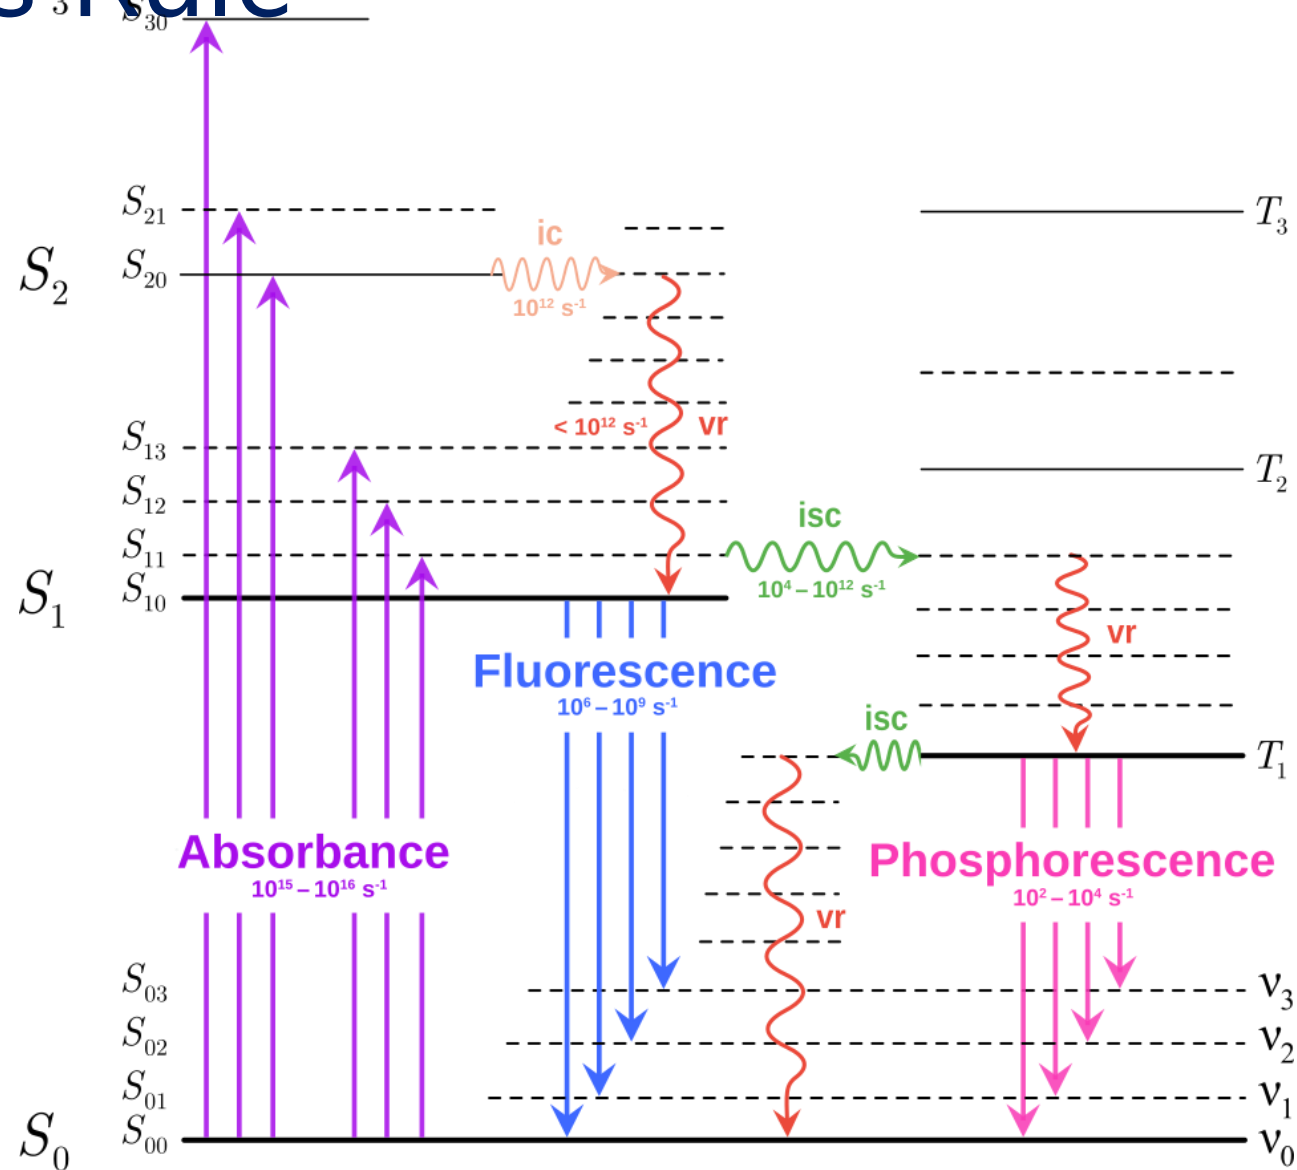 s Rule
3
S₃₀
S₂₁
T₃
ic
S₂
S₂₀
10¹² s⁻¹
< 10¹² s⁻¹ vr
S₁₃
T₂
S₁₂
isc
S₁₁
10⁴ – 10¹² s⁻¹
S₁
S₁₀
vr
Fluorescence
10⁶ – 10⁹ s⁻¹
isc
T₁
Absorbance
10¹⁵ – 10¹⁶ s⁻¹
Phosphorescence
10² – 10⁴ s⁻¹
vr
S₀₃
ν₃
S₀₂
ν₂
S₀₁
ν₁
S₀
S₀₀
ν₀